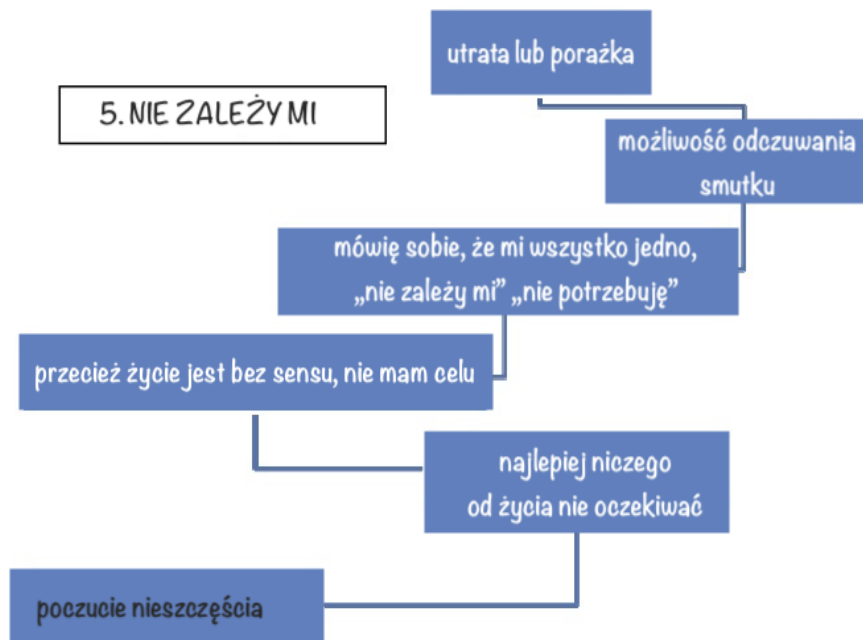 utrata lub porażka
5. NIE ZALEŻY MI
możliwość odczuwania
smutku
mówię sobie, że mi wszystko jedno,
„nie zależy mi” „nie potrzebuję”
przecież życie jest bez sensu, nie mam celu
najlepiej niczego
od życia nie oczekiwać
poczucie nieszczęścia